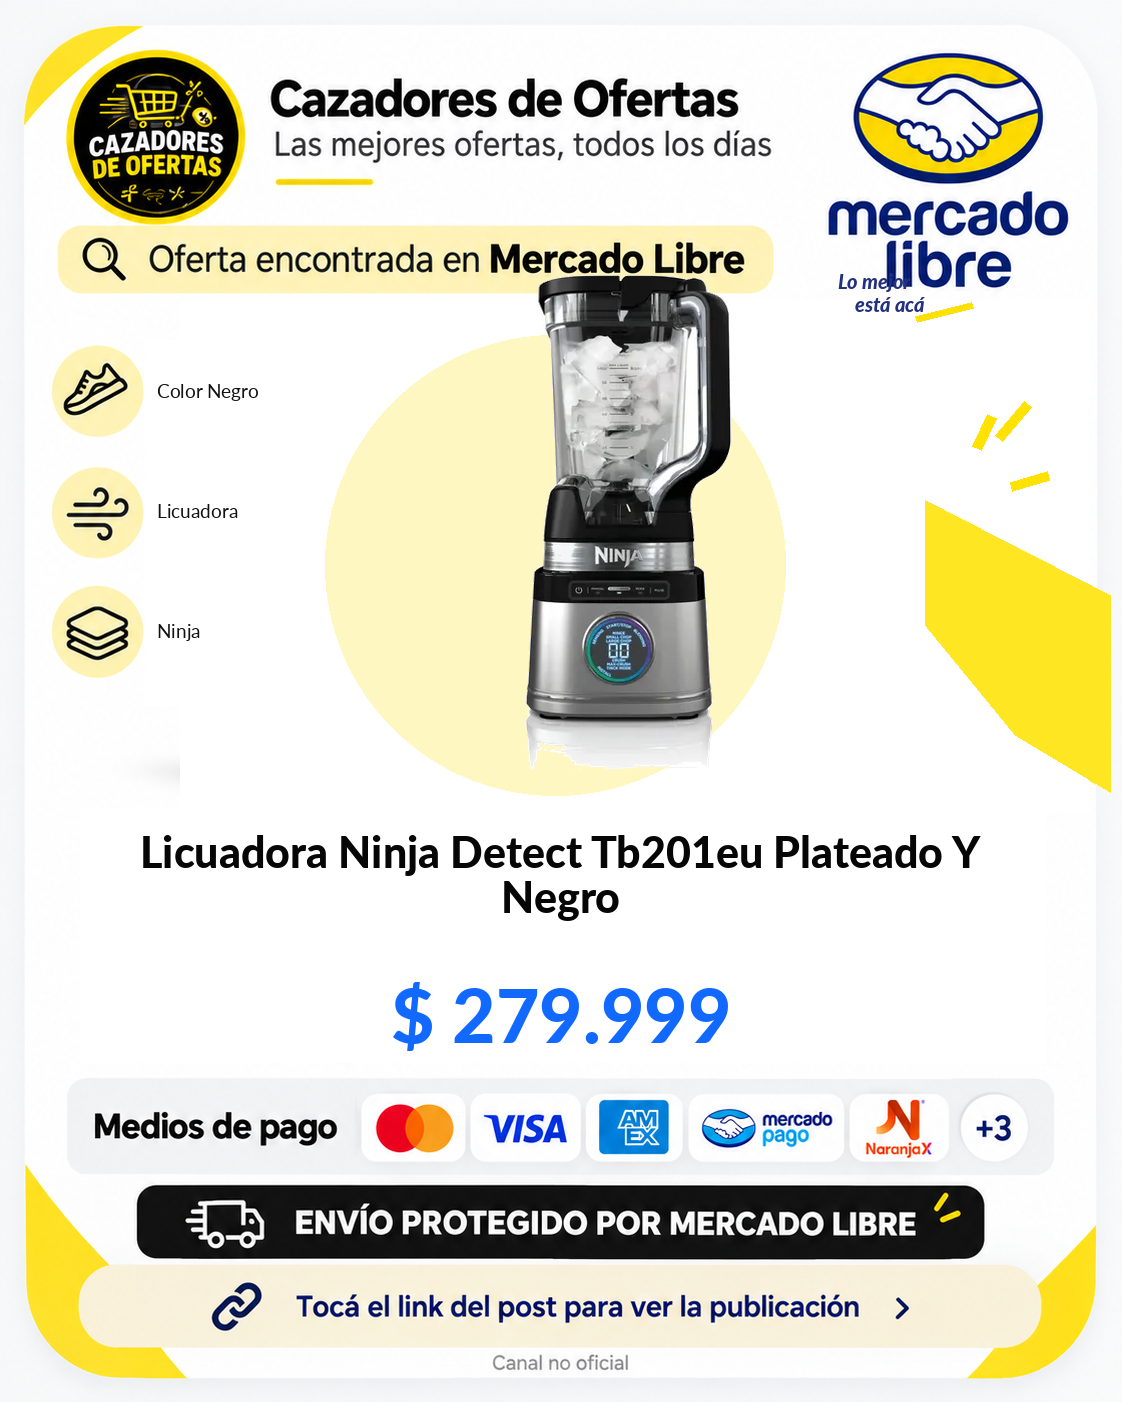 CAZADORES
DE OFERTAS
Cazadores de Ofertas
Las mejores ofertas, todos los días
mercado
libre
Lo mejor
está acá
Oferta encontrada en Mercado Libre
Color Negro
Licuadora
Ninja
NINJA
00
Licuadora Ninja Detect Tb201eu Plateado Y
Negro
$ 279.999
Medios de pago
VISA
AM
EX
mercado
pago
NaranjaX
+3
ENVÍO PROTEGIDO POR MERCADO LIBRE
Tocá el link del post para ver la publicación
Canal no oficial